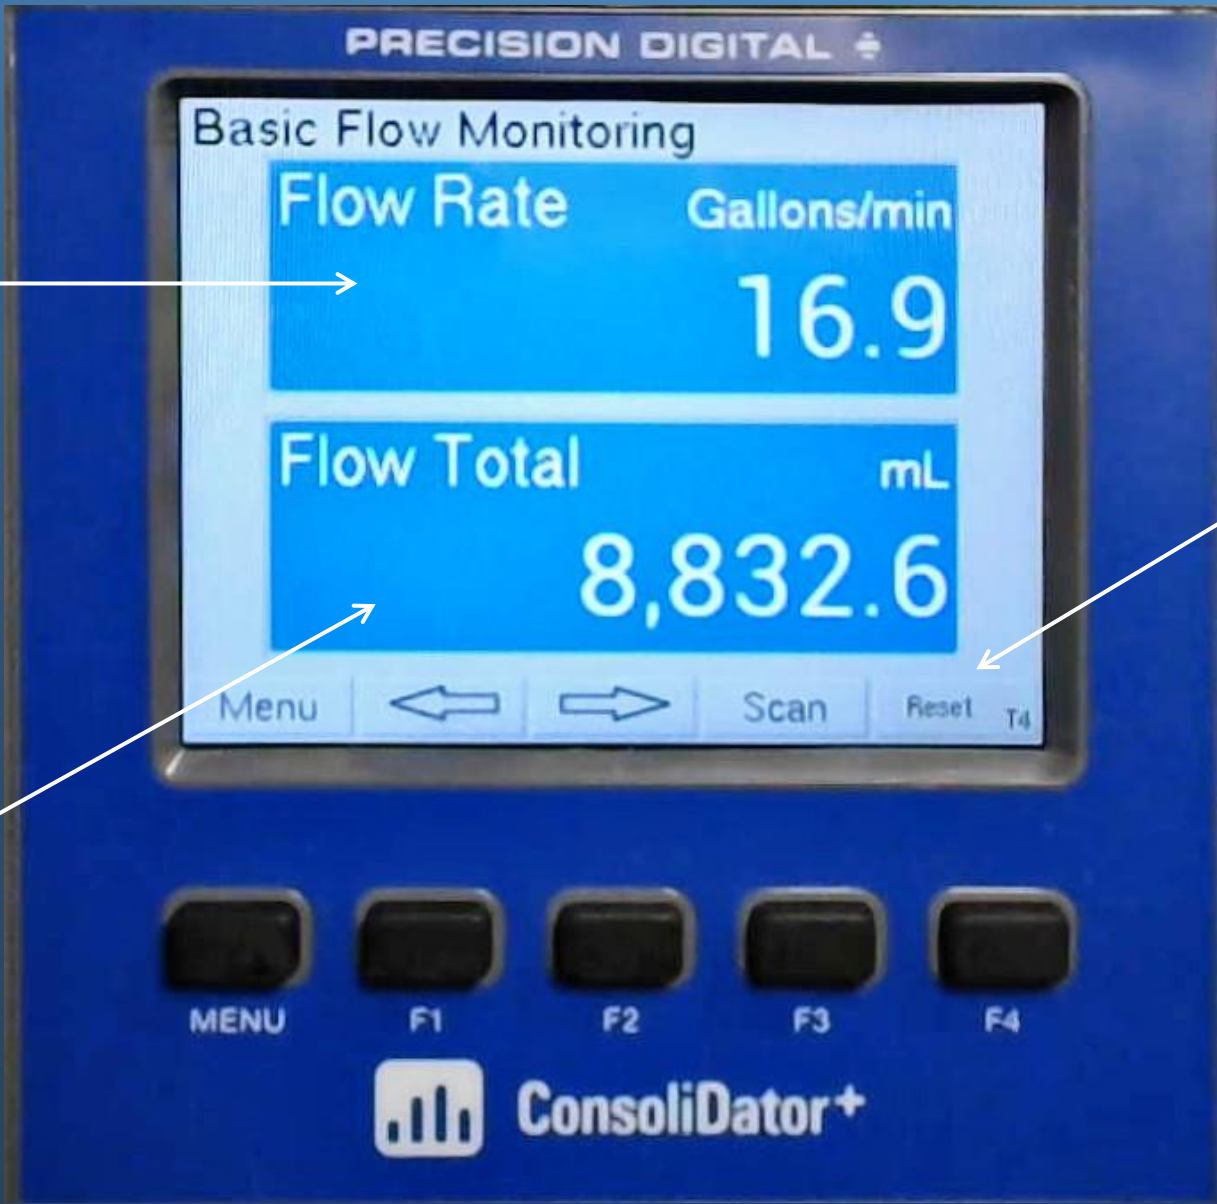 PRECISION DIGITAL
Basic Flow Monitoring
Flow Rate Gallons/min
16.9
Flow Total mL
8,832.6
Menu Scan Reset T4
MENU F1 F2 F3 F4
ConsoliDator+